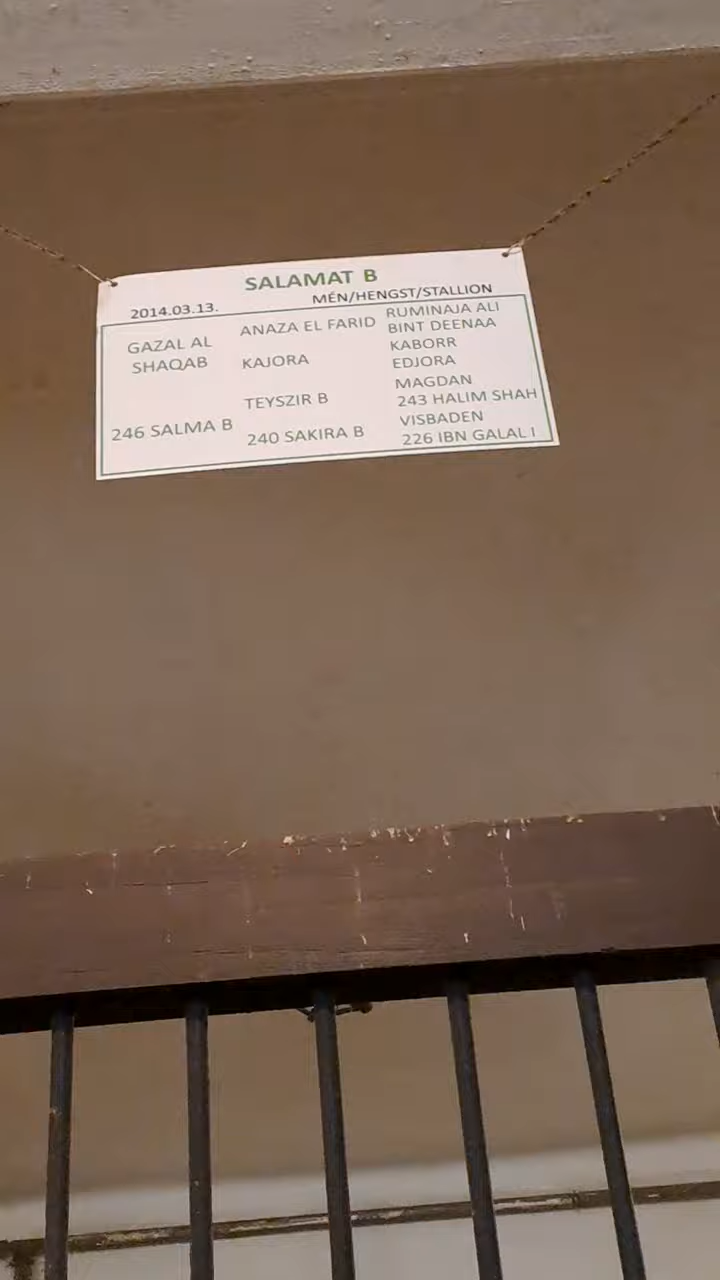 SALAMAT B
2014.03.13. MÉN/HENGST/STALLION
GAZAL AL SHAQAB
ANAZA EL FARID
RUMINAJA ALI
BINT DEENAA
KAJORA
KABORR
EDJORA
246 SALMA B
TEYSZIR B
MAGDAN
243 HALIM SHAH
240 SAKIRA B
VISBADEN
226 IBN GALAL I